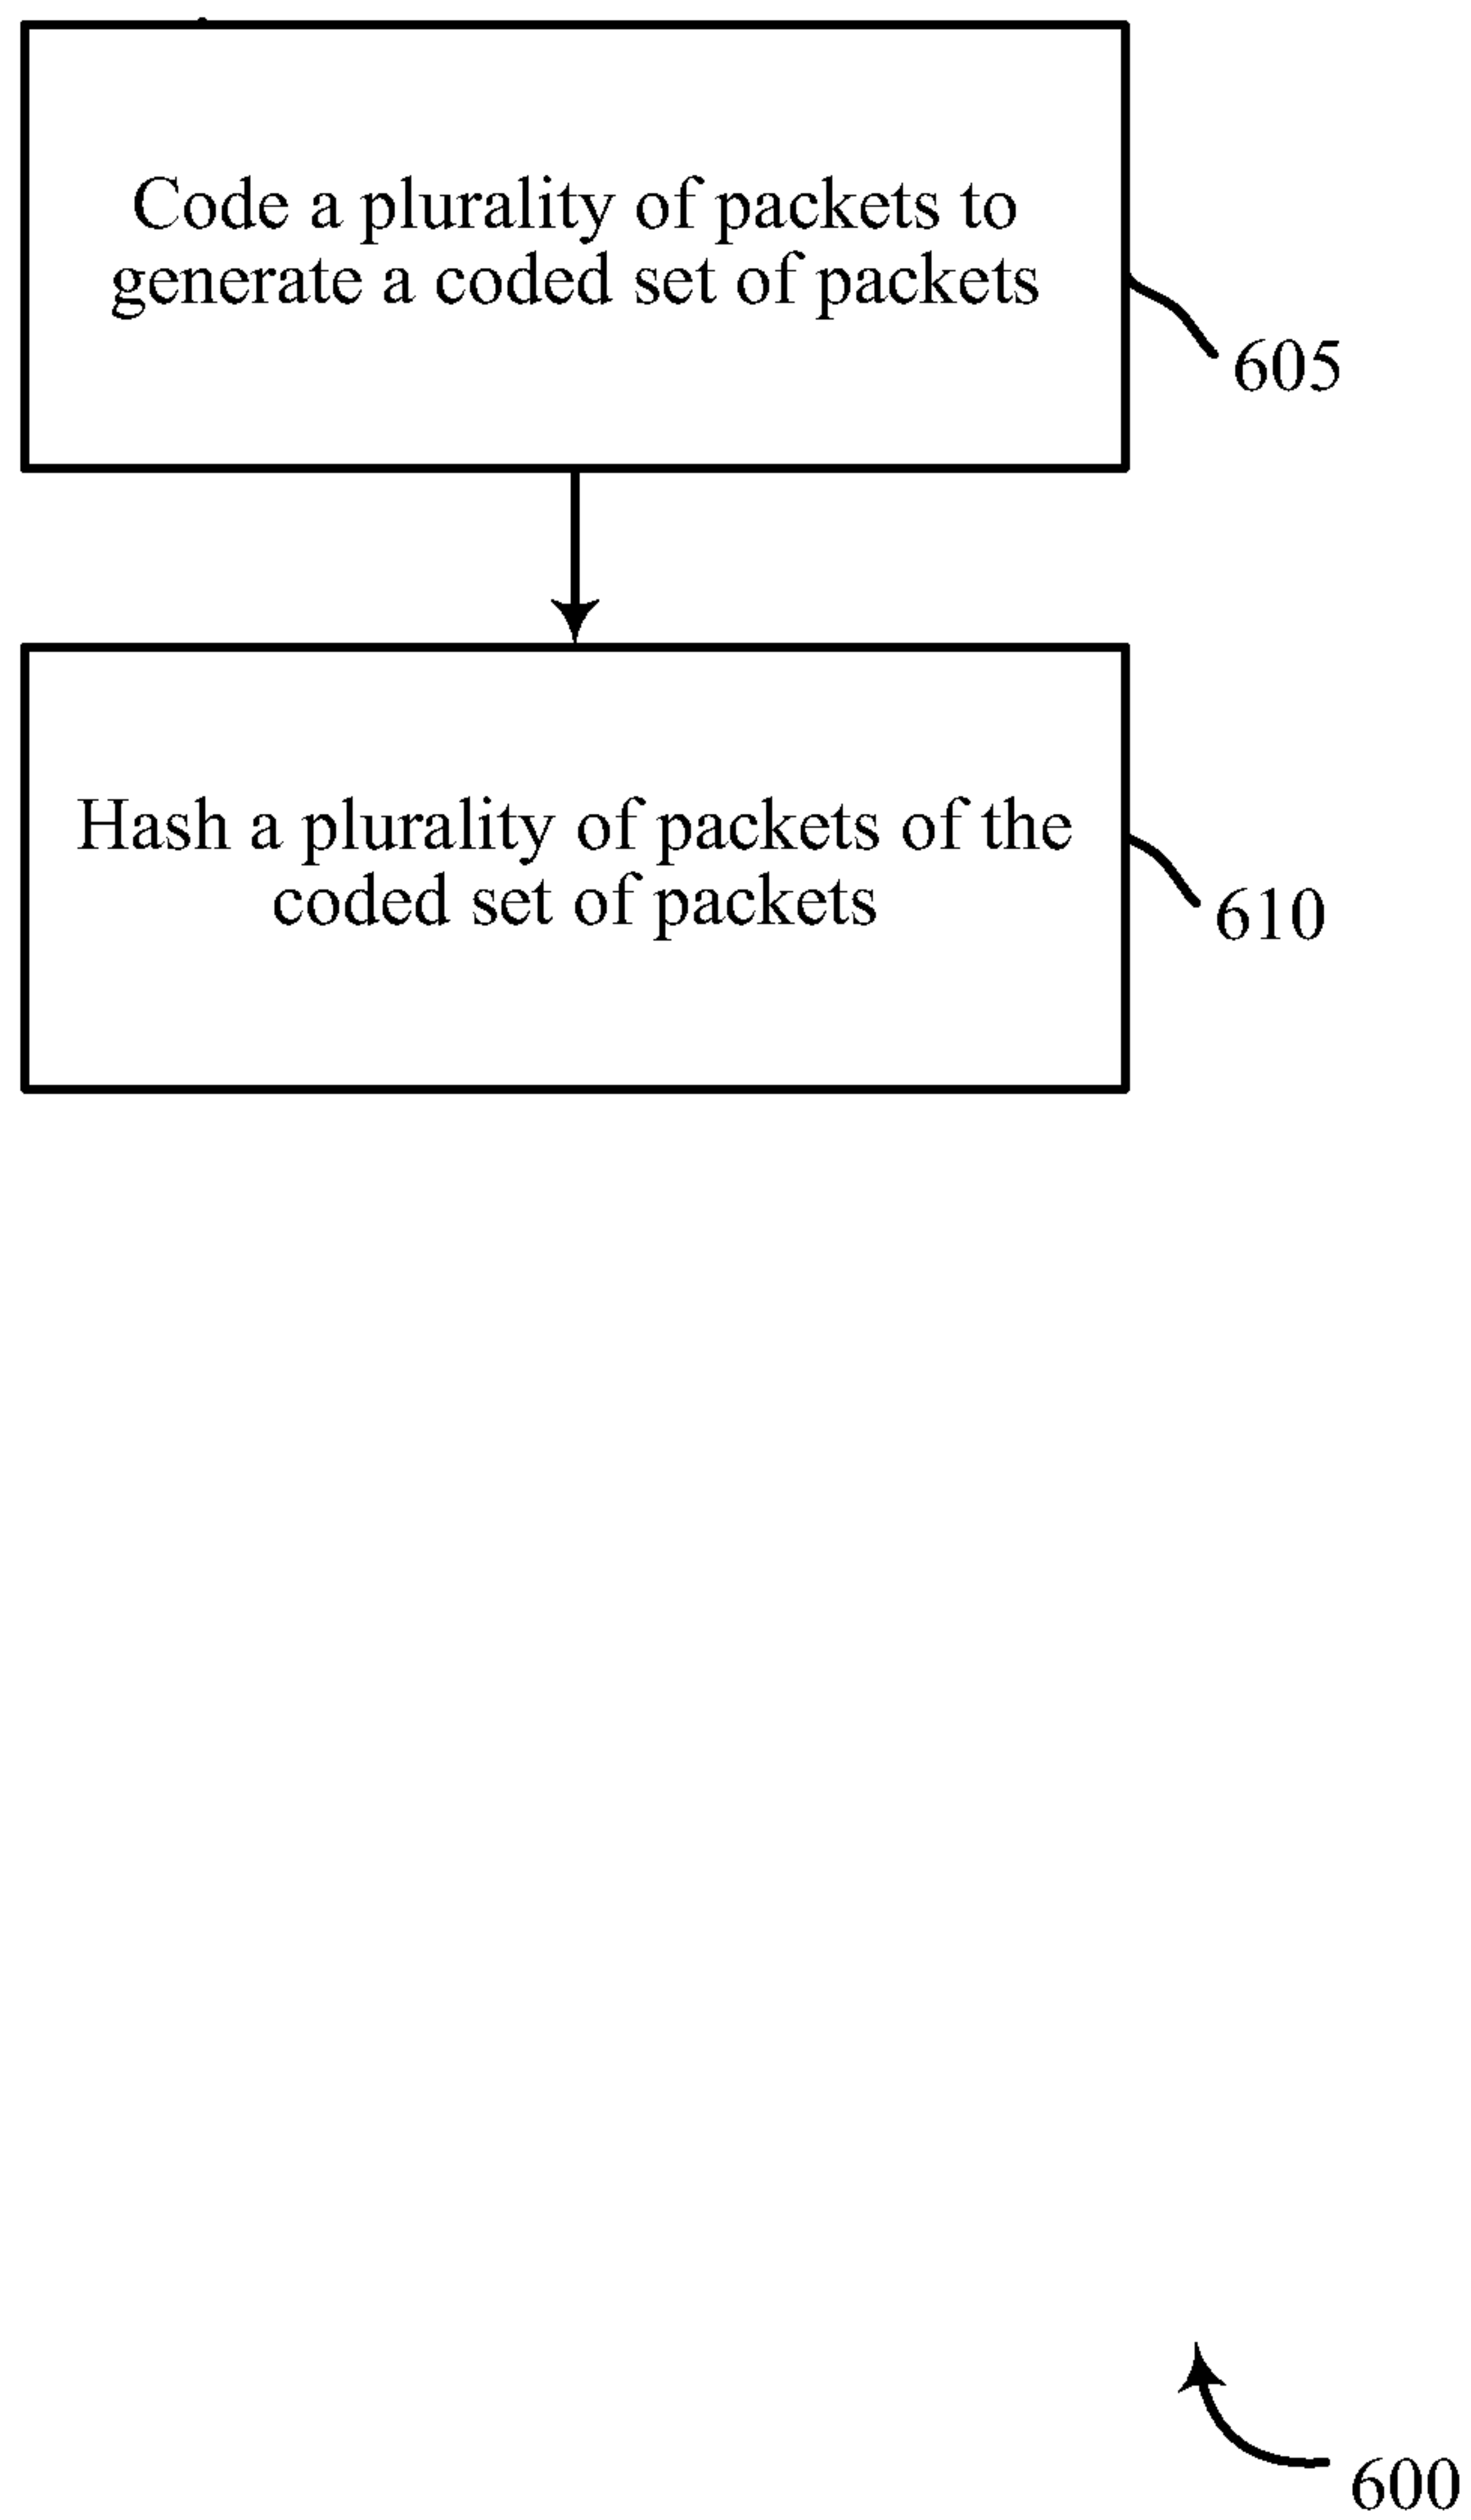 Code a plurality of packets to
generate a coded set of packets
605
Hash a plurality of packets of the
coded set of packets
610
600